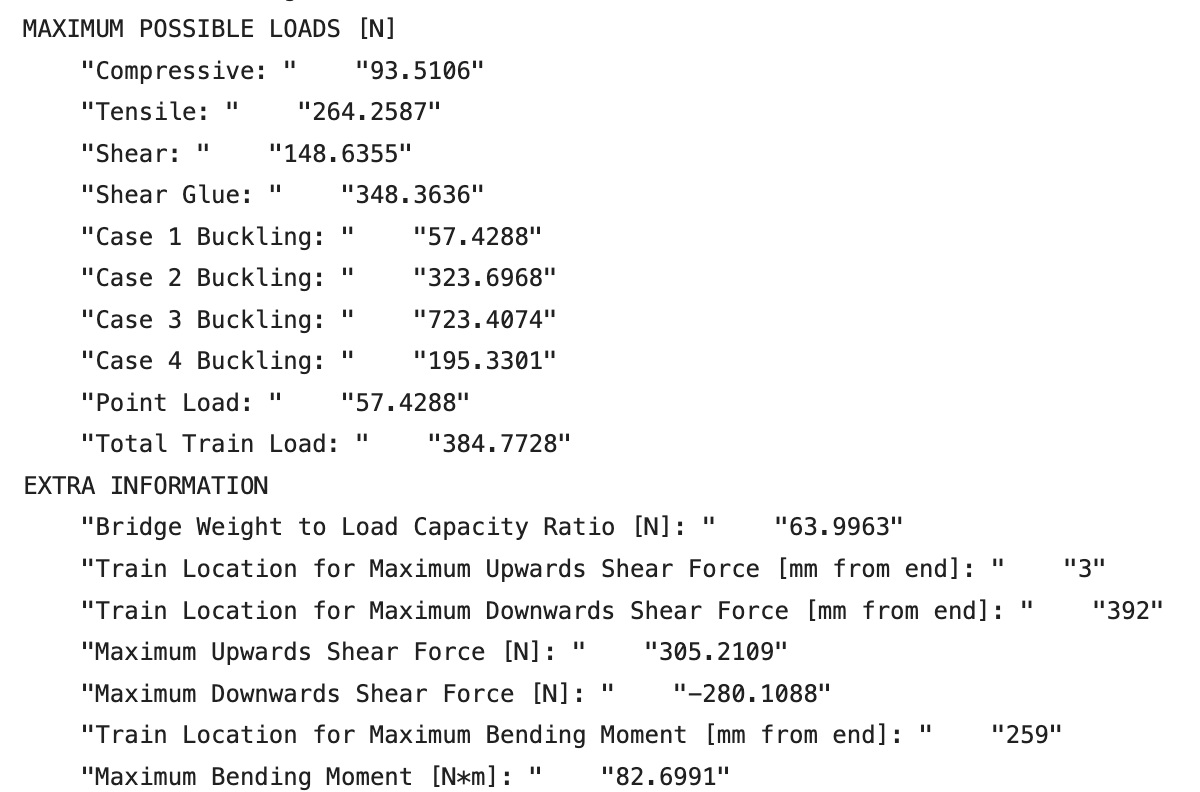 MAXIMUM POSSIBLE LOADS [N]
"Compressive: " "93.5106"
"Tensile: " "264.2587"
"Shear: " "148.6355"
"Shear Glue: " "348.3636"
"Case 1 Buckling: " "57.4288"
"Case 2 Buckling: " "323.6968"
"Case 3 Buckling: " "723.4074"
"Case 4 Buckling: " "195.3301"
"Point Load: " "57.4288"
"Total Train Load: " "384.7728"
EXTRA INFORMATION
"Bridge Weight to Load Capacity Ratio [N]: " "63.9963"
"Train Location for Maximum Upwards Shear Force [mm from end]: " "3"
"Train Location for Maximum Downwards Shear Force [mm from end]: " "392"
"Maximum Upwards Shear Force [N]: " "305.2109"
"Maximum Downwards Shear Force [N]: " "-280.1088"
"Train Location for Maximum Bending Moment [mm from end]: " "259"
"Maximum Bending Moment [N*m]: " "82.6991"